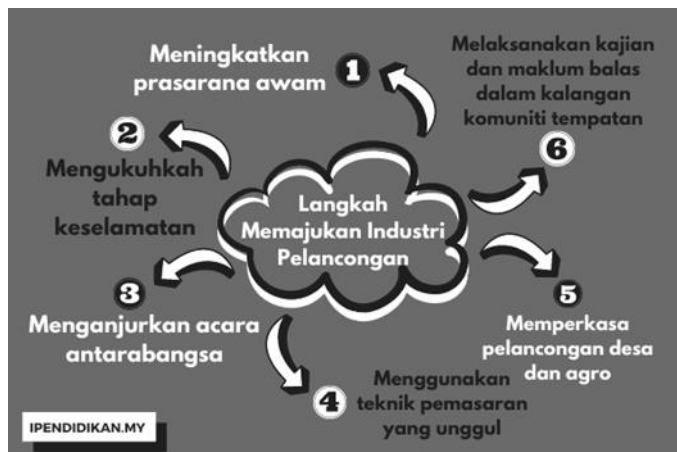 Langkah
Memajukan Industri
Pelancongan
1
Meningkatkan
prasarana awam
2
Mengukuhkah
tahap
keselamatan
3
Menganjurkan acara
antarabangsa
4
Menggunakan
teknik pemasaran
yang unggul
5
Memperkasa
pelancongan desa
dan agro
6
Melaksanakan kajian
dan maklum balas
dalam kalangan
komuniti tempatan
IPENDIDIKAN.MY